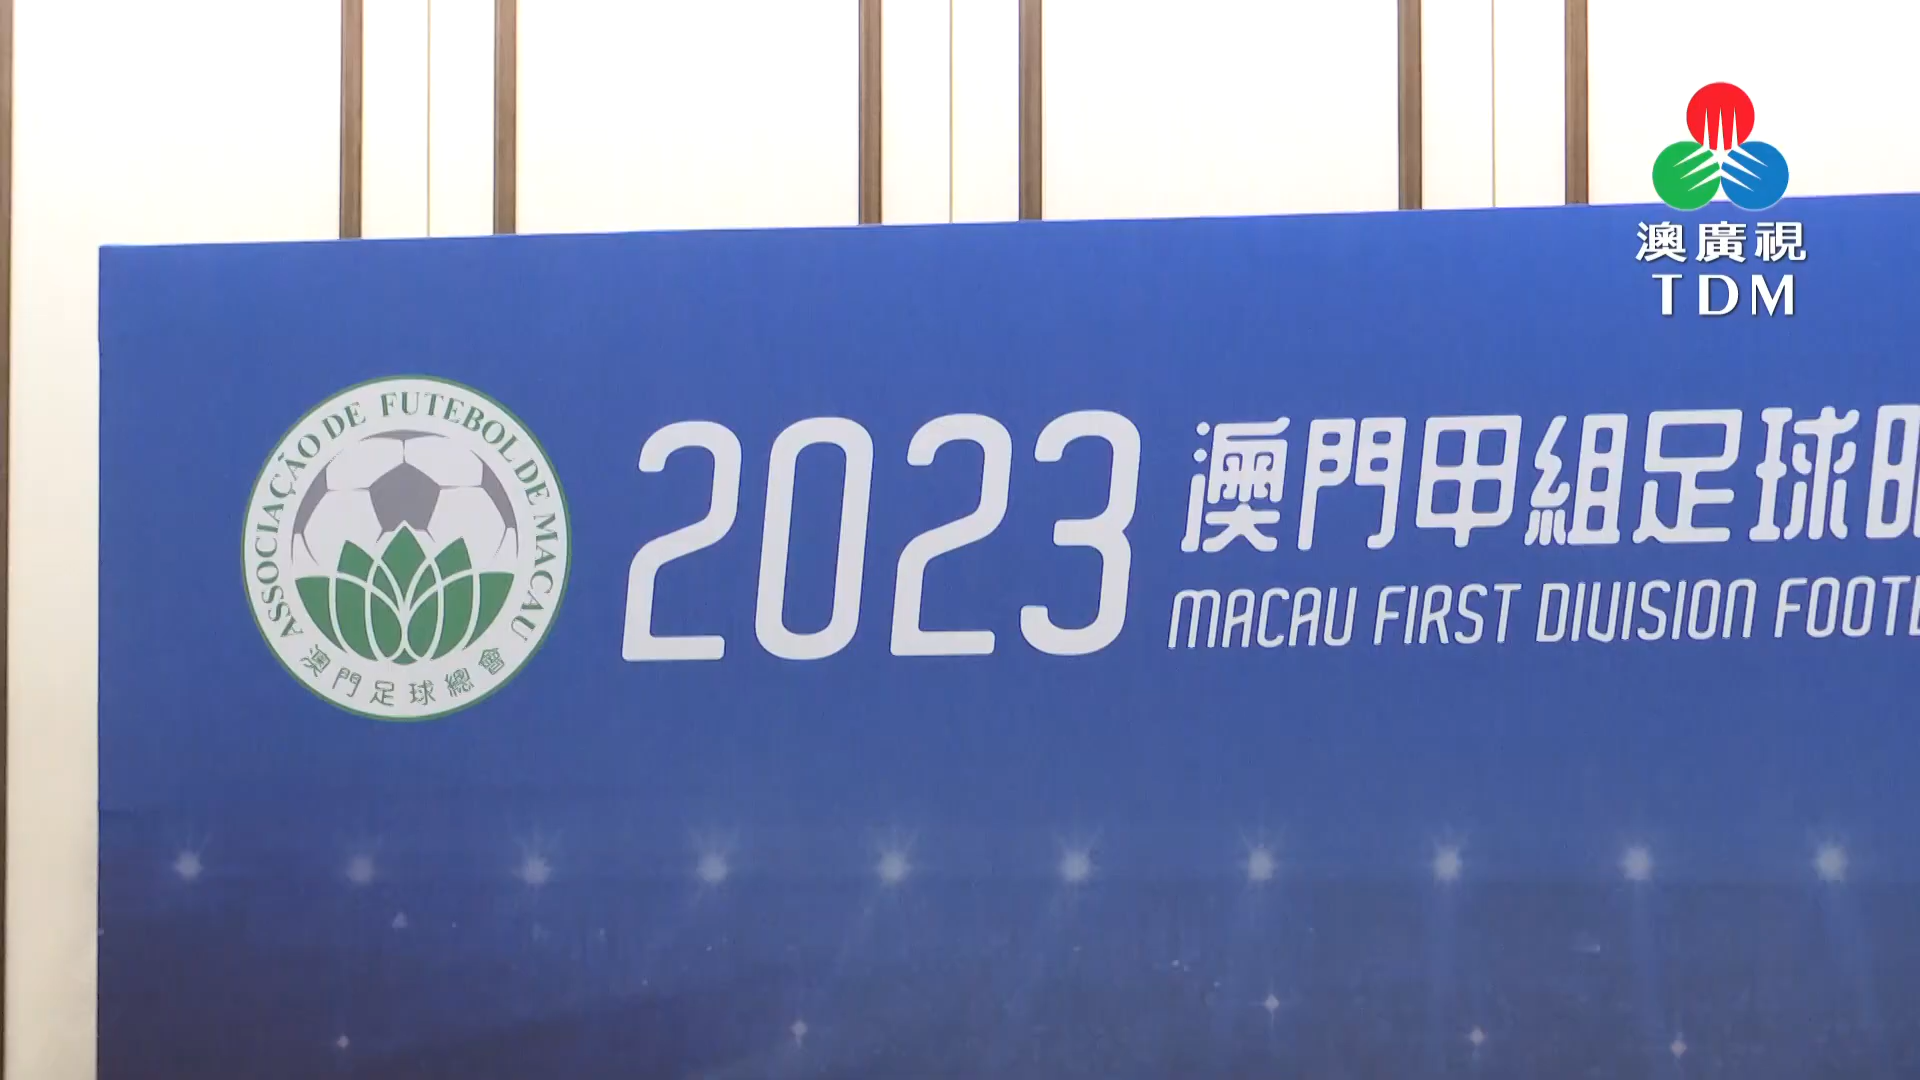 澳廣視
TDM
ASSOCIAÇÃO DE FUTEBOL DE MACAU
澳門足球總會
2023
澳門甲組足球
MACAU FIRST DIVISION